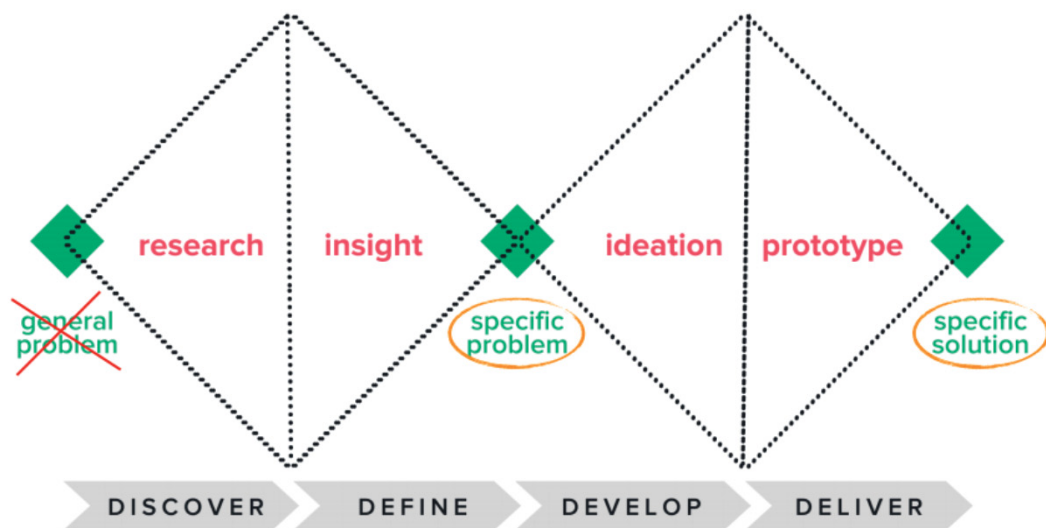 research
insight
ideation
prototype
general
problem
specific
problem
specific
solution
DISCOVER
DEFINE
DEVELOP
DELIVER